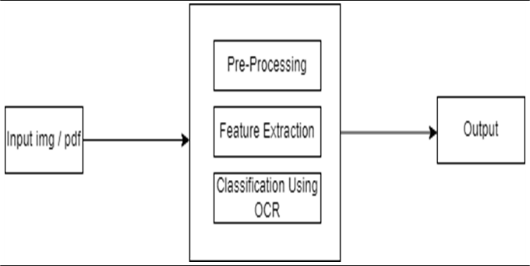 Input img / pdf
Pre-Processing
Feature Extraction
Classification Using
OCR
Output